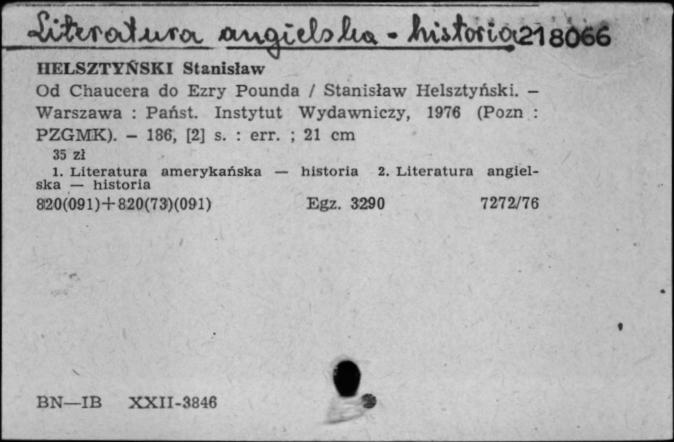 Literatura angielska - historia 218066
HELSZTYŃSKI Stanisław
Od Chaucera do Ezry Pounda / Stanisław Helsztyński. —
Warszawa : Państ. Instytut Wydawniczy, 1976 (Pozn :
PZGMK). — 186, [2] s. : err. ; 21 cm
35 zł
1. Literatura amerykańska — historia 2. Literatura angiel-
ska — historia
820(091)+820(73)(091) Egz. 3290 7272/76
BN—IB XXII-3846